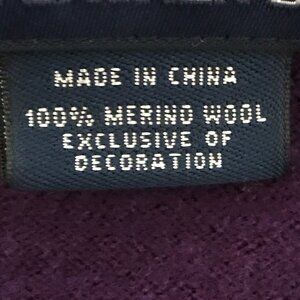 MADE IN CHINA
100% MERINO WOOL
EXCLUSIVE OF
DECORATION